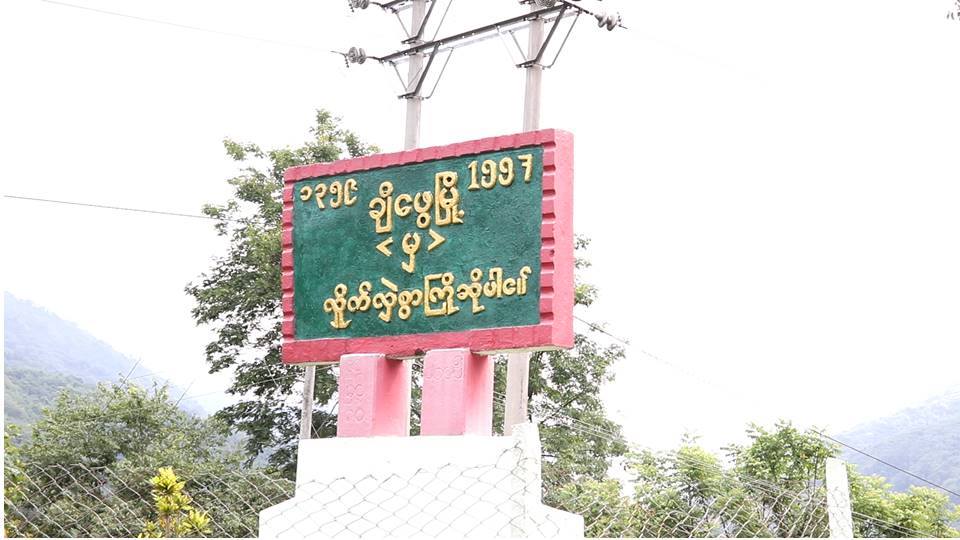 ၁၃၅၉ 1997
ချီဖွေမြို့
<မှ>
လှိုက်လှဲစွာကြိုဆိုပါ၏